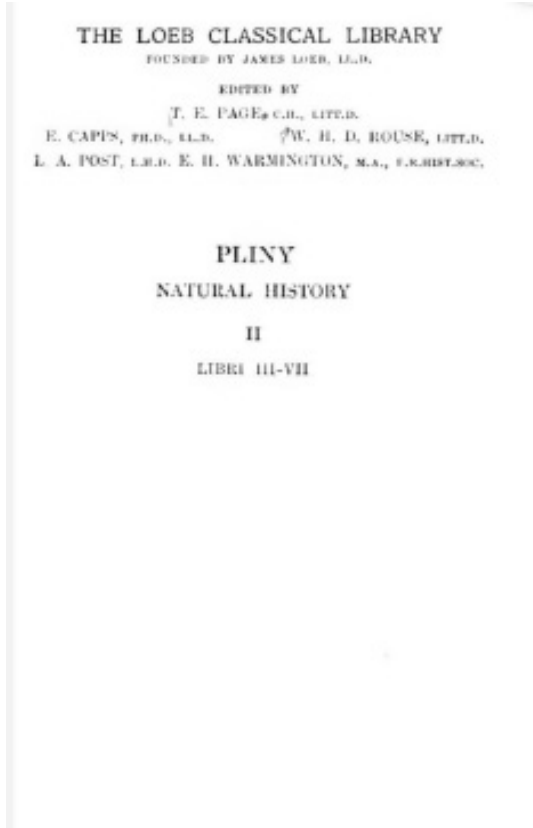 THE LOEB CLASSICAL LIBRARY
FOUNDED BY JAMES LOEB, LL.D.
EDITED BY
†T. E. PAGE, C.H., LITT.D.
E. CAPPS, PH.D., LL.D. †W. H. D. ROUSE, LITT.D.
L. A. POST, L.H.D. E. H. WARMINGTON, M.A., F.R.HIST.SOC.
PLINY
NATURAL HISTORY
II
LIBRI III-VII